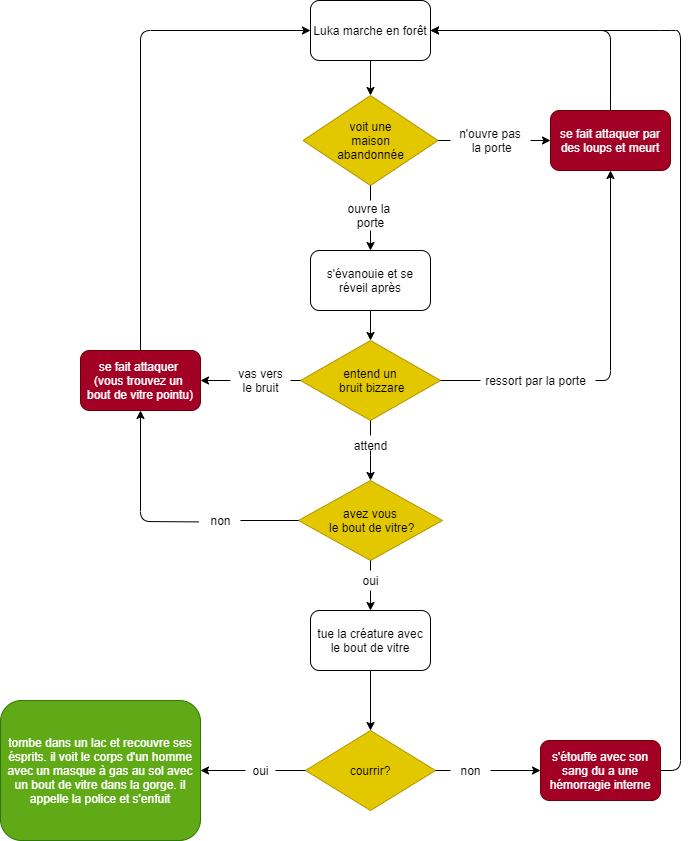 Luka marche en forêt
voit une
maison
abandonnée
n'ouvre pas
la porte
se fait attaquer par
des loups et meurt
ouvre la
porte
s'évanouie et se
réveil après
se fait attaquer
(vous trouvez un
bout de vitre pointu)
vas vers
le bruit
entend un
bruit bizzare
ressort par la porte
attend
non
avez vous
le bout de vitre?
oui
tue la créature avec
le bout de vitre
tombe dans un lac et recouvre ses
ésprits. il voit le corps d'un homme
avec un masque à gas au sol avec
un bout de vitre dans la gorge. il
appelle la police et s'enfuit
oui
courrir?
non
s'étouffe avec son
sang du a une
hémorragie interne